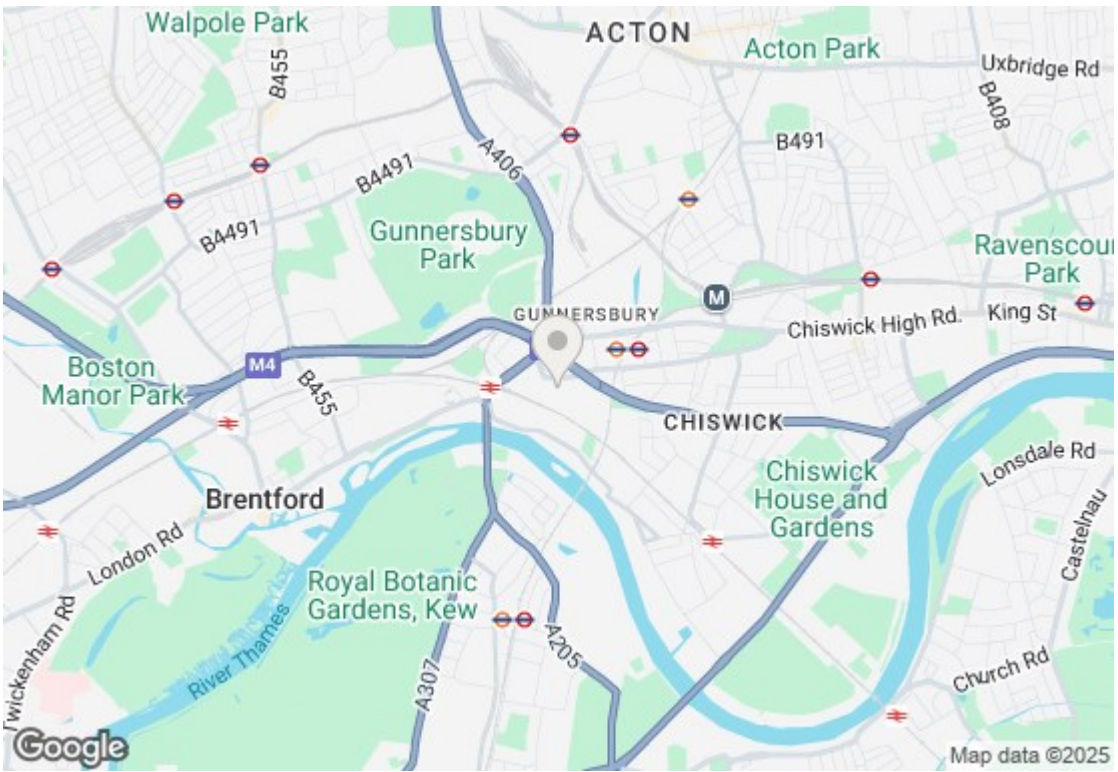 Walpole Park
ACTON
Acton Park
Uxbridge Rd
B455
B408
A406
B491
B4491
B4491
Gunnersbury
Park
Ravenscour
Park
M
GUNNERSBURY
King St
Chiswick High Rd.
Boston
Manor Park
M4
B455
CHISWICK
Lonsdale Rd
Chiswick
House and
Gardens
Brentford
Castelnau
London Rd
Royal Botanic
Gardens, Kew
River Thames
Twickenham Rd
A307
A205
Church Rd
Google
Map data ©2025